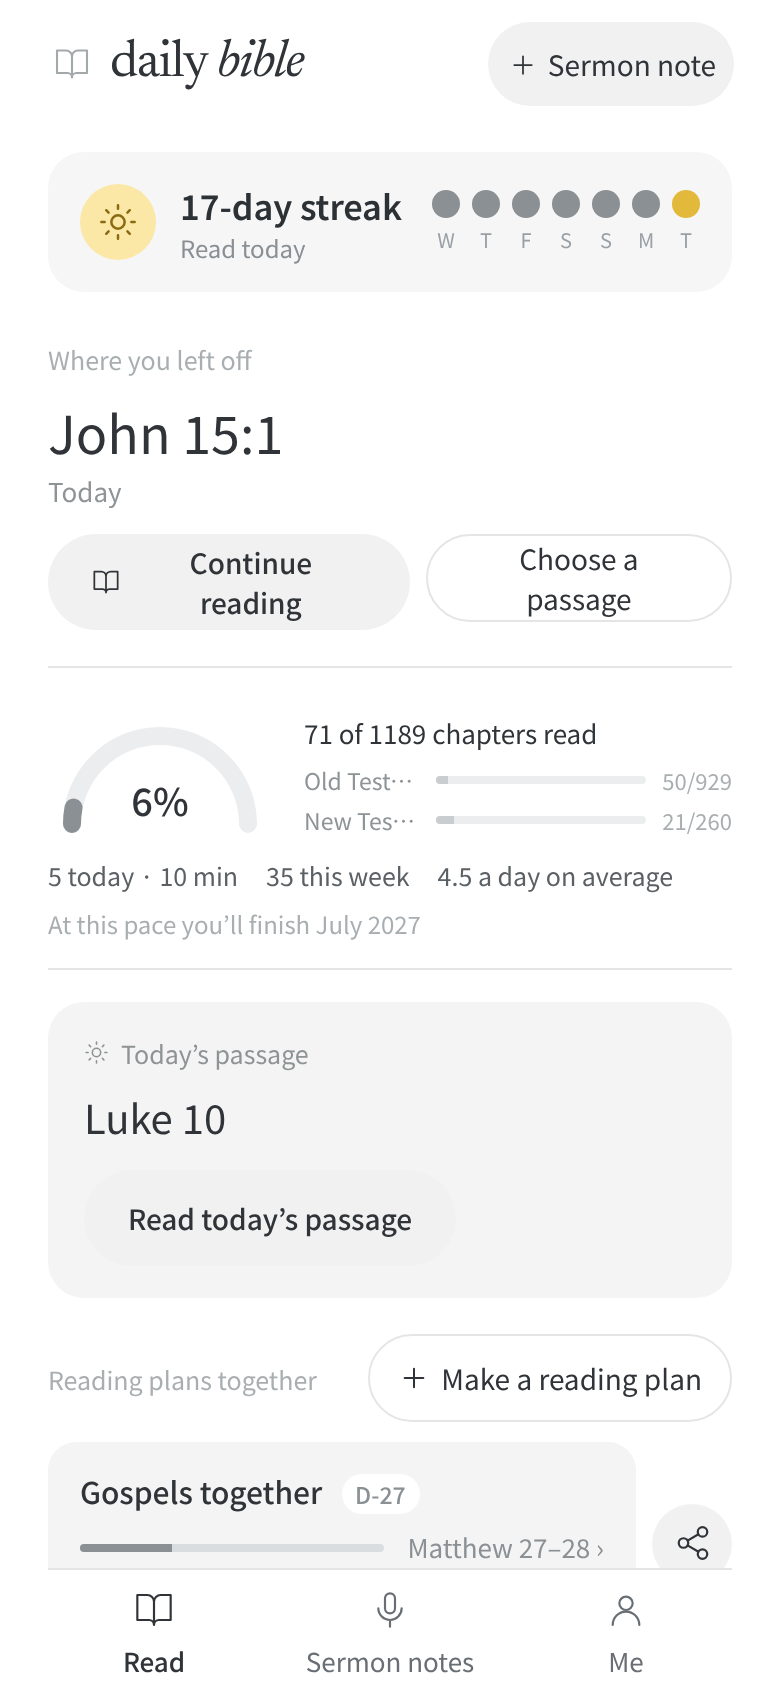 daily bible
+ Sermon note
17-day streak
Read today
W T F S S M T
Where you left off
John 15:1
Today
Continue
reading
Choose a
passage
6%
71 of 1189 chapters read
Old Test··· 50/929
New Tes··· 21/260
5 today · 10 min 35 this week 4.5 a day on average
At this pace you’ll finish July 2027
Today’s passage
Luke 10
Read today’s passage
Reading plans together
+ Make a reading plan
Gospels together D-27
Matthew 27–28 ›
Read Sermon notes Me